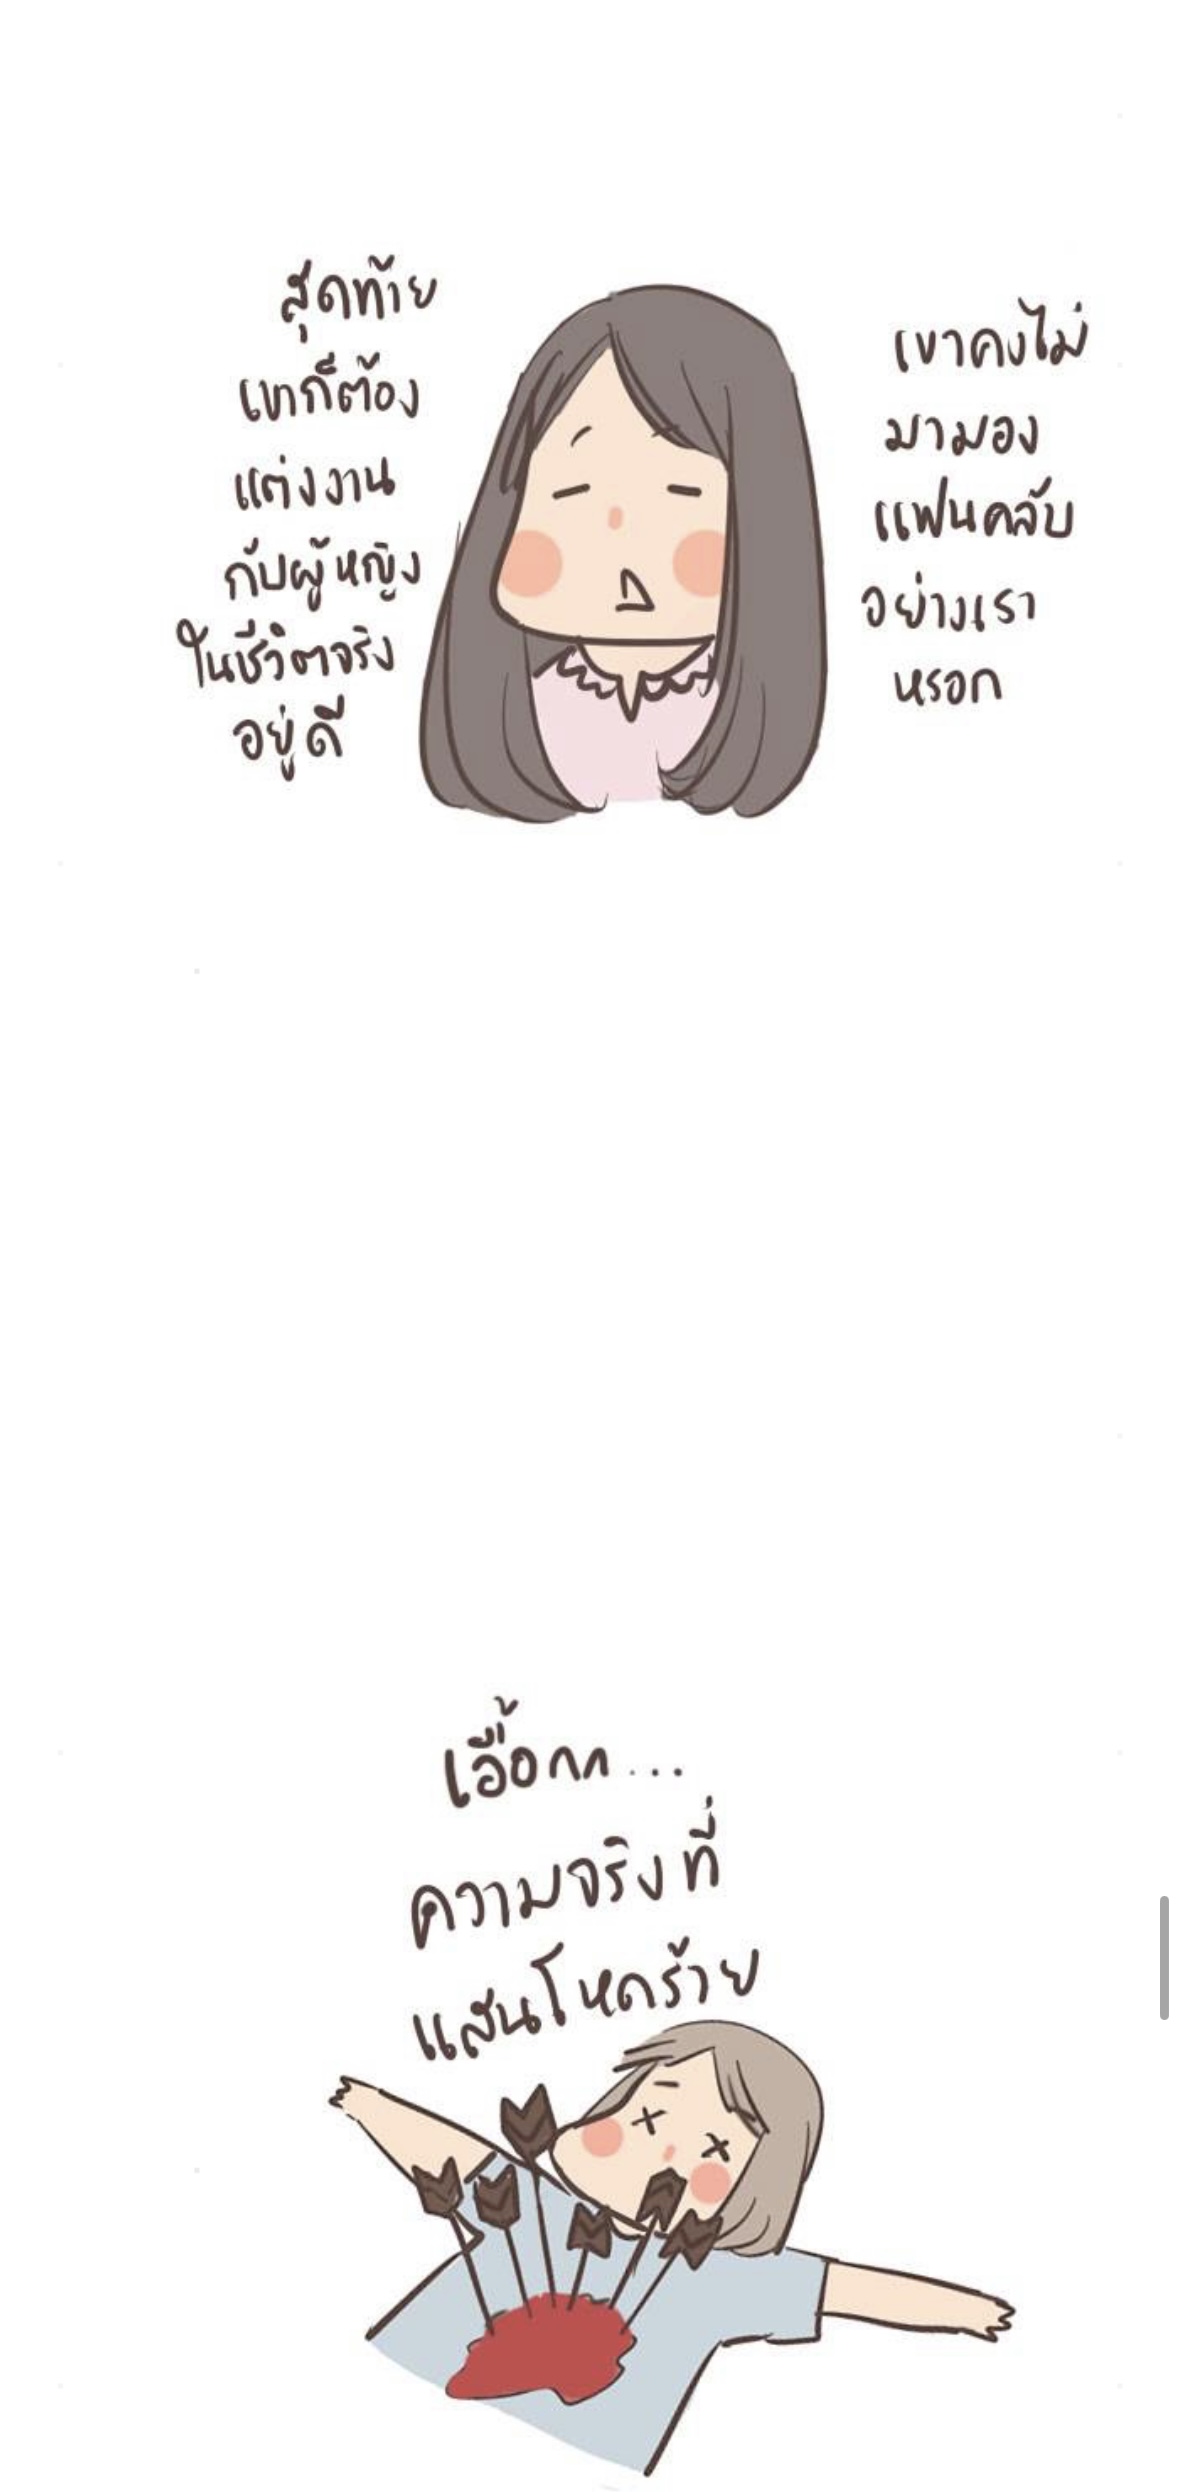 สุดท้าย
เขาก็ต้อง
แต่งงาน
กับผู้หญิง
ในชีวิตจริง
อยู่ดี
เขาคงไม่
มามอง
แฟนคลับ
อย่างเรา
หรอก
เอื้อกก...
ความจริงที่
แสนโหดร้าย